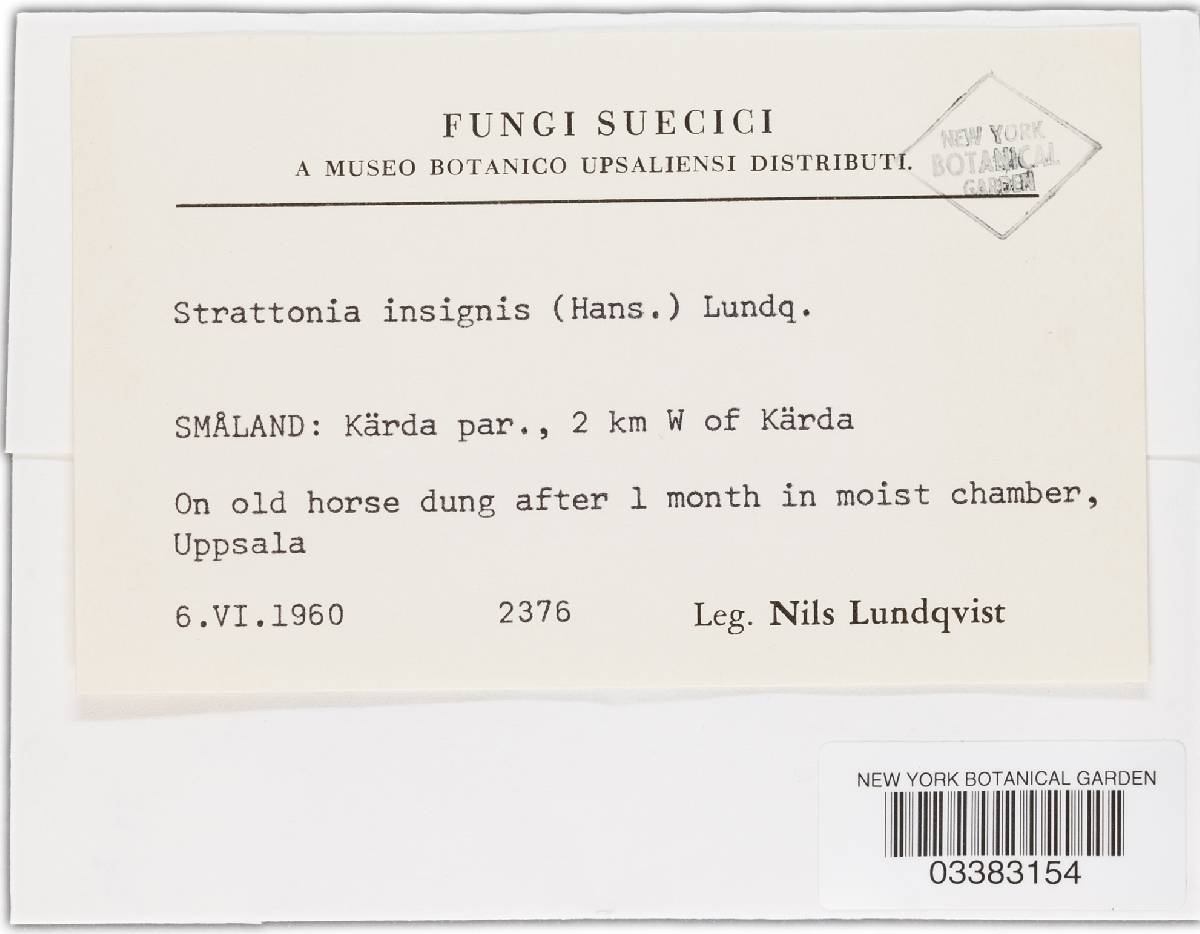 FUNGI SUECICI
A MUSEO BOTANICO UPSALIENSI DISTRIBUTI.
NEW YORK
BOTANICAL
GARDEN
Strattonia insignis (Hans.) Lundq.
SMÅLAND: Kärda par., 2 km W of Kärda
On old horse dung after 1 month in moist chamber,
Uppsala
6.VI.1960 2376 Leg. Nils Lundqvist
NEW YORK BOTANICAL GARDEN
03383154